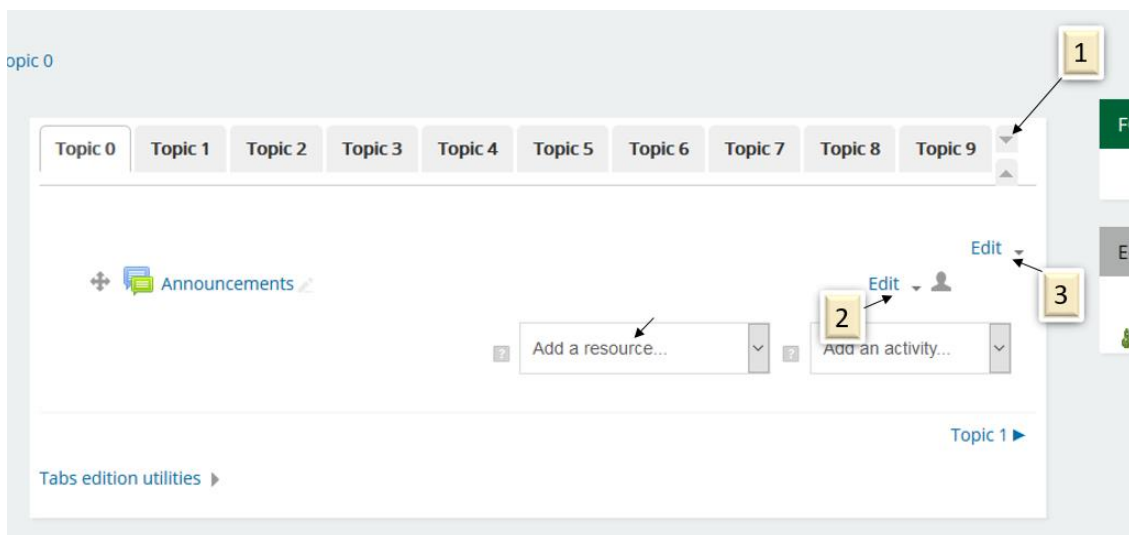 opic 0
1
F
Topic 0 Topic 1 Topic 2 Topic 3 Topic 4 Topic 5 Topic 6 Topic 7 Topic 8 Topic 9
Edit
E
Announcements
Edit
3
2
? Add a resource... ? Add an activity...
Topic 1
Tabs edition utilities